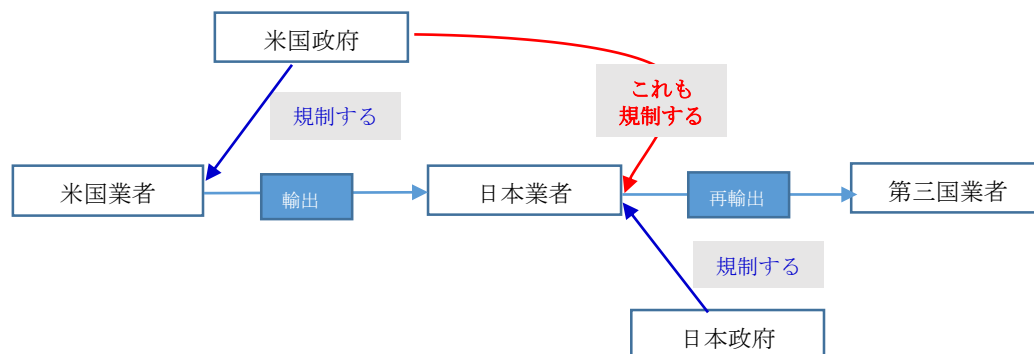 米国政府
これも
規制する
規制する
米国業者
輸出
日本業者
再輸出
第三国業者
規制する
日本政府